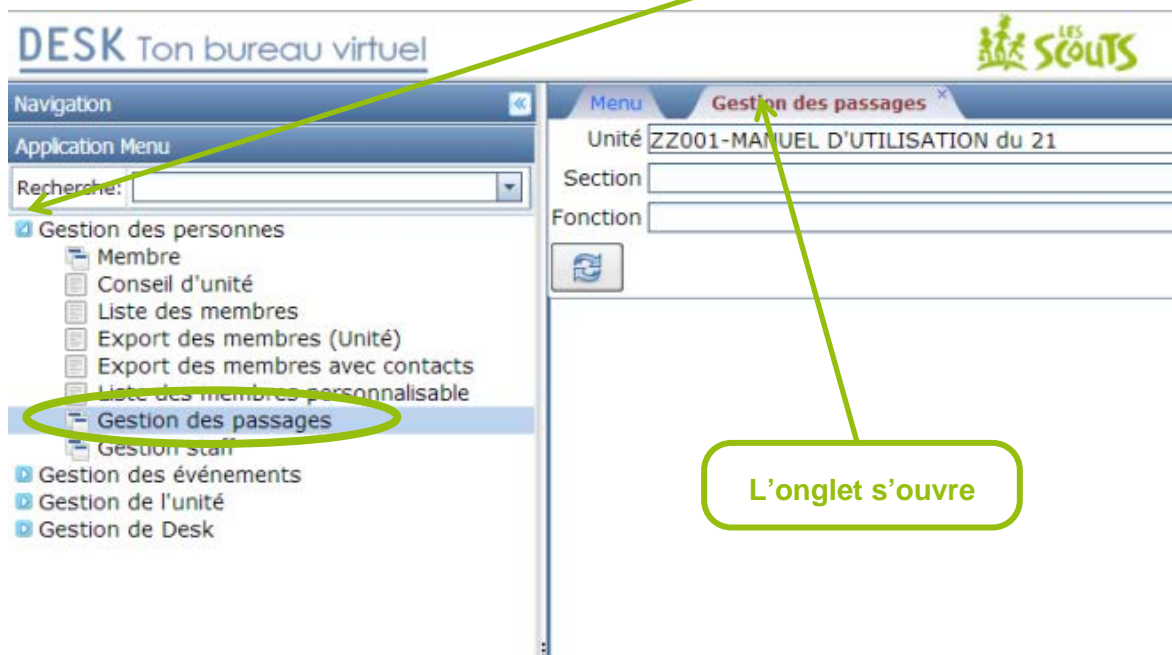 DESK Ton bureau virtuel
LES SCOUTS
Navigation
Application Menu
Recherche:
Gestion des personnes
Membre
Conseil d'unité
Liste des membres
Export des membres (Unité)
Export des membres avec contacts
Liste des membres personnalisable
Gestion des passages
Gestion staff
Gestion des événements
Gestion de l'unité
Gestion de Desk
Menu
Gestion des passages
Unité ZZ001-MANUEL D'UTILISATION du 21
Section
Fonction
L'onglet s'ouvre